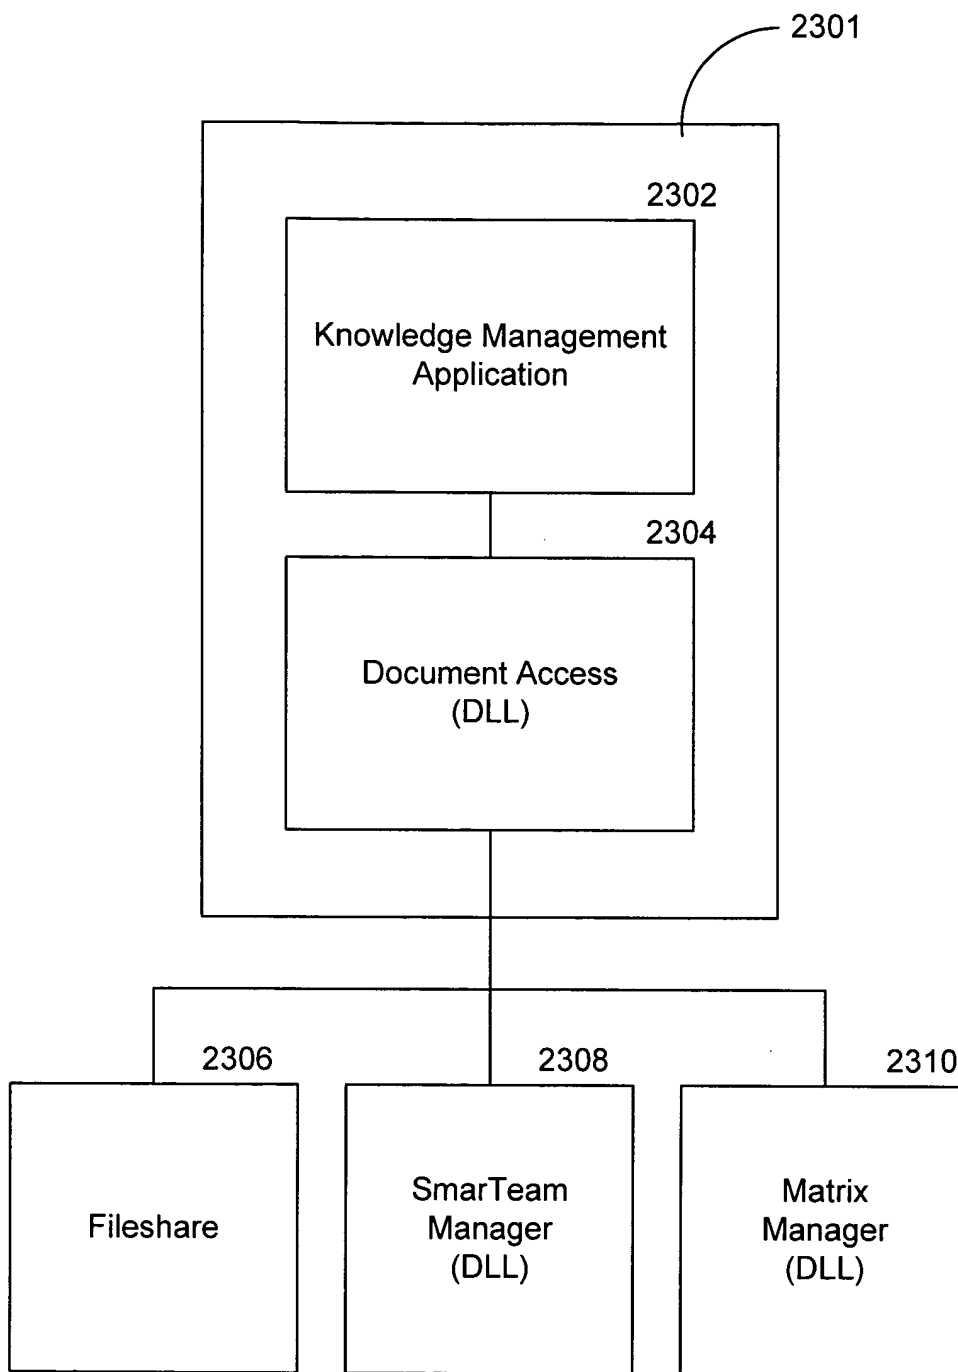 2301
2302
Knowledge Management
Application
2304
Document Access
(DLL)
2306
2308
2310
Fileshare
SmarTeam
Manager
(DLL)
Matrix
Manager
(DLL)